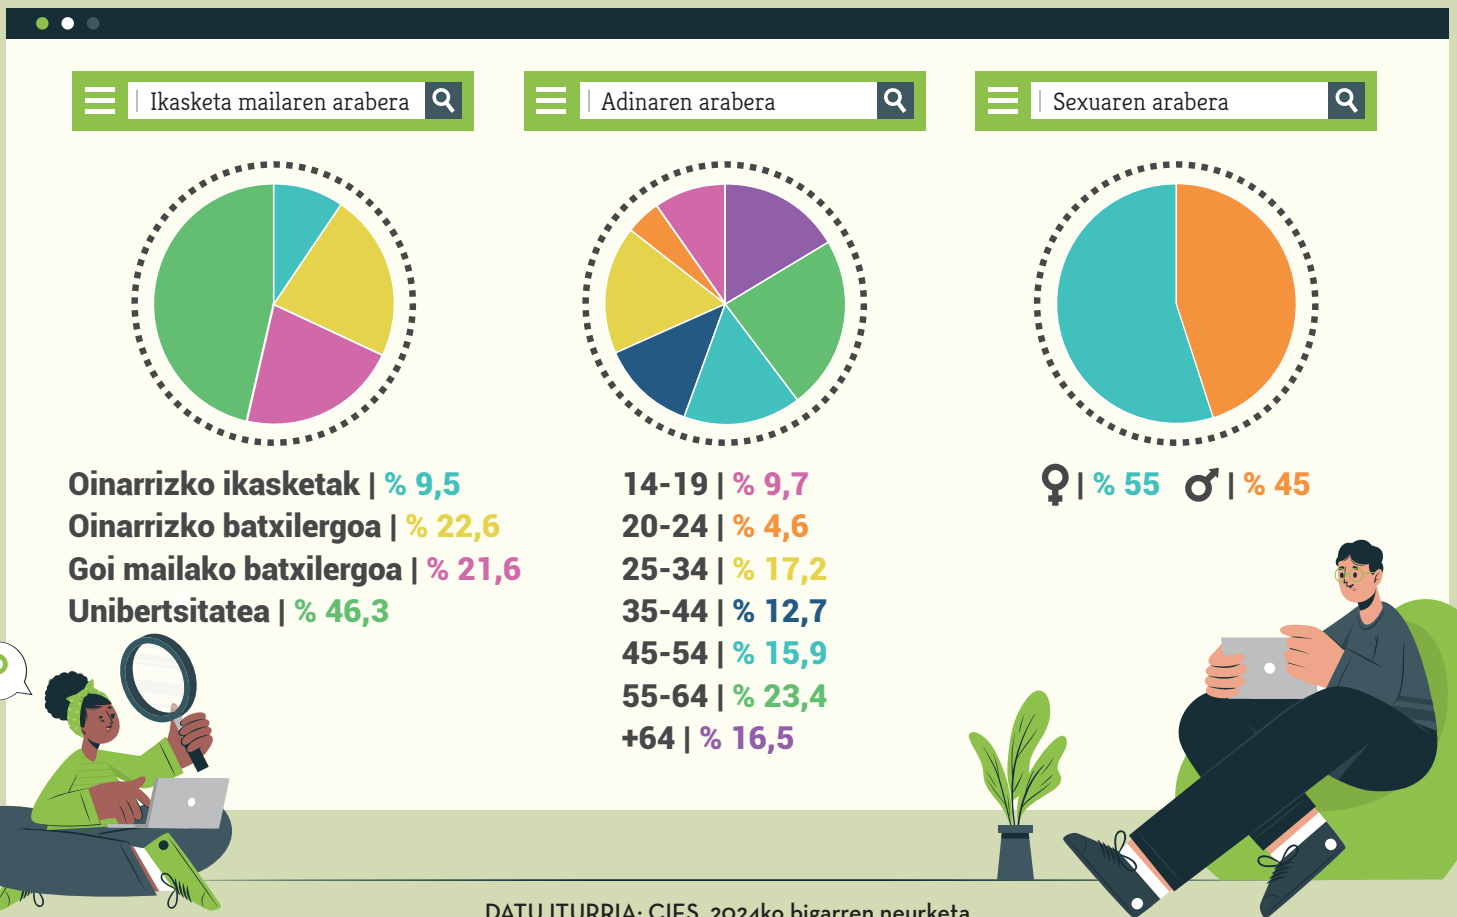 Ikasketa mailaren arabera
Adinaren arabera
Sexuaren arabera
Oinarrizko ikasketak | % 9,5
Oinarrizko batxilergoa | % 22,6
Goi mailako batxilergoa | % 21,6
Unibertsitatea | % 46,3
14-19 | % 9,7
20-24 | % 4,6
25-34 | % 17,2
35-44 | % 12,7
45-54 | % 15,9
55-64 | % 23,4
+64 | % 16,5
♀ | % 55 ♂ | % 45
DATU ITURRIA: CIES, 2024ko bigarren neurketa